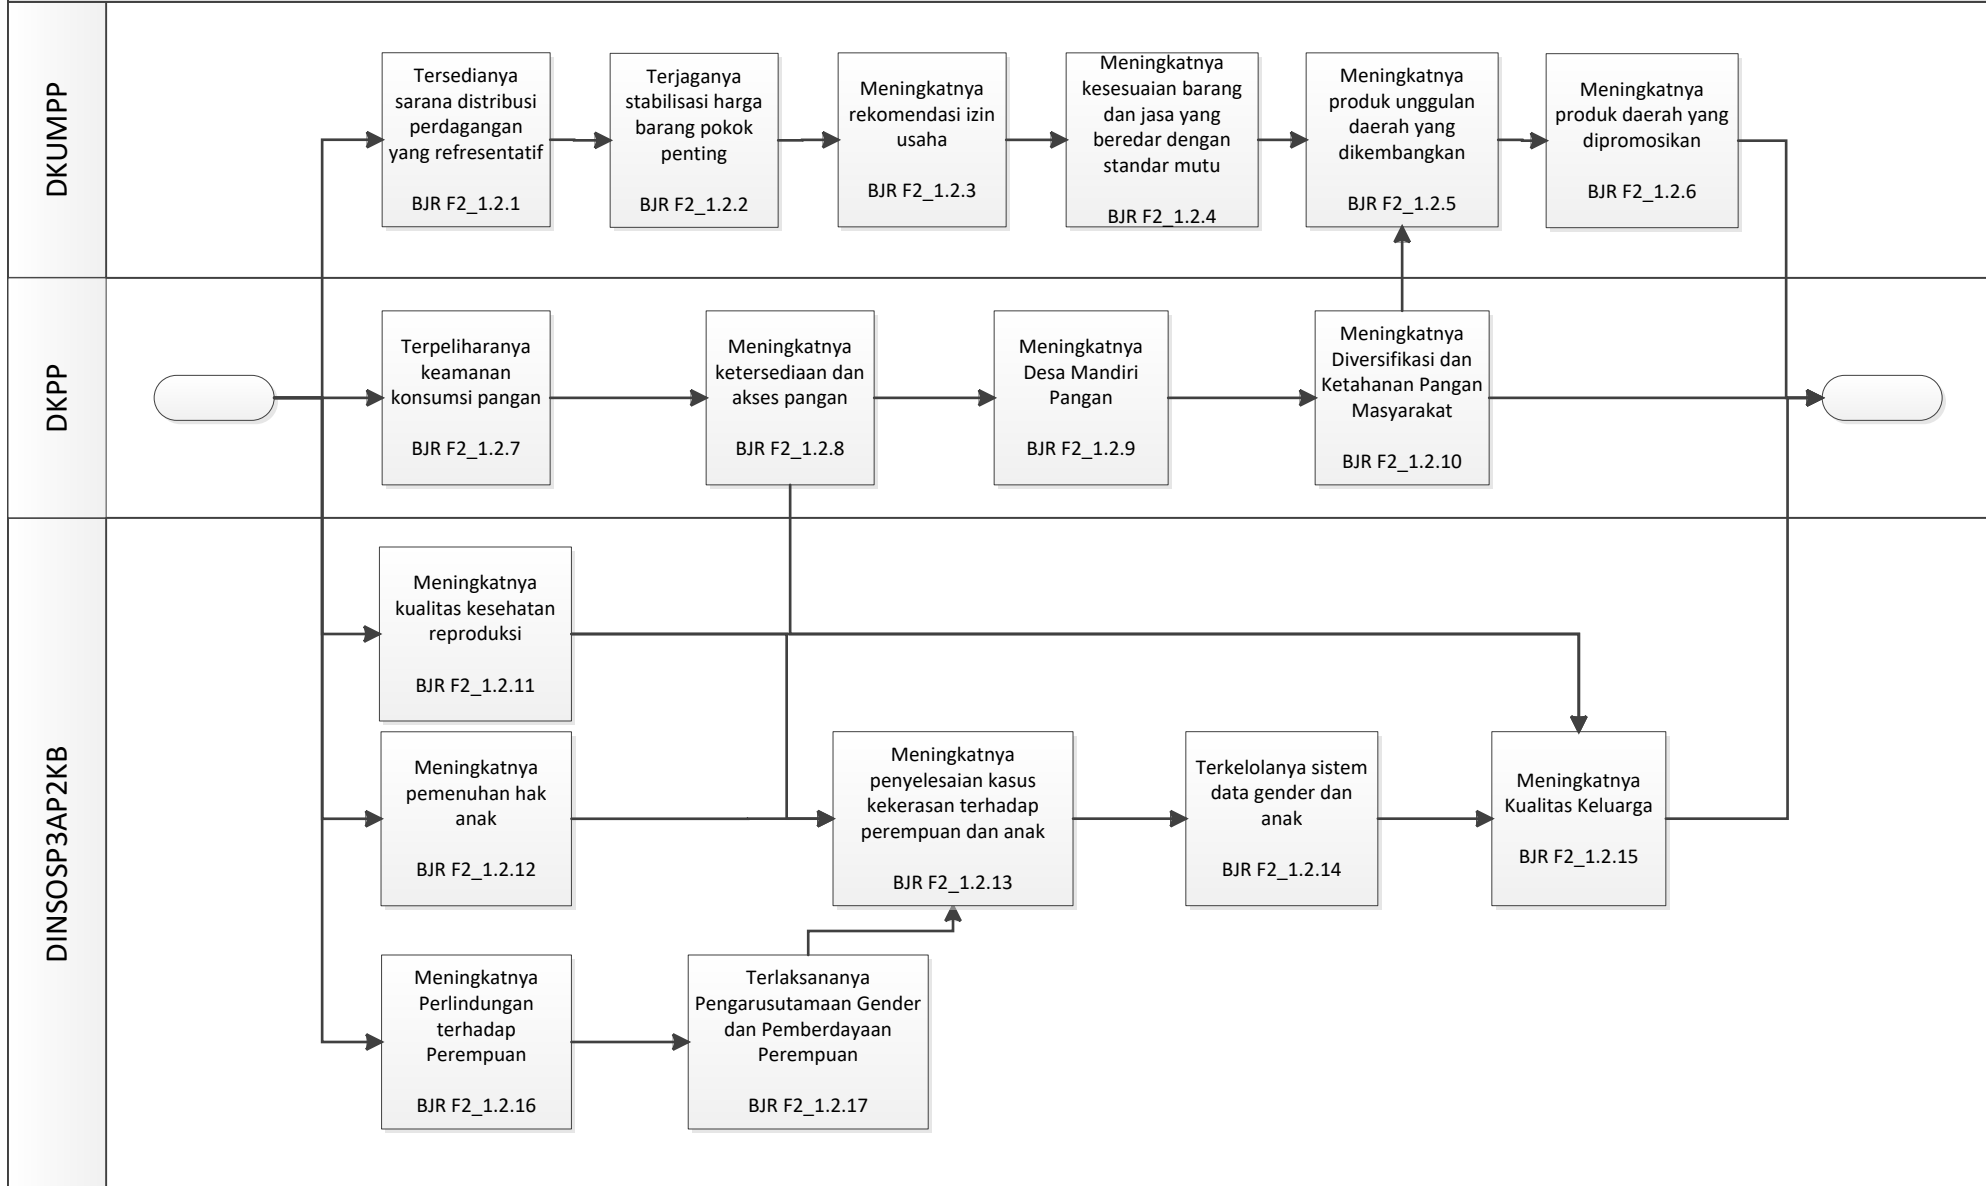 DKUMPP
Tersedianya
sarana distribusi
perdagangan
yang refresentatif
BJR F2_1.2.1
Terjaganya
stabilisasi harga
barang pokok
penting
BJR F2_1.2.2
Meningkatnya
rekomendasi izin
usaha
BJR F2_1.2.3
Meningkatnya
kesesuaian barang
dan jasa yang
beredar dengan
standar mutu
BJR F2_1.2.4
Meningkatnya
produk unggulan
daerah yang
dikembangkan
BJR F2_1.2.5
Meningkatnya
produk daerah yang
dipromosikan
BJR F2_1.2.6
DKPP
Terpeliharanya
keamanan
konsumsi pangan
BJR F2_1.2.7
Meningkatnya
ketersediaan dan
akses pangan
BJR F2_1.2.8
Meningkatnya
Desa Mandiri
Pangan
BJR F2_1.2.9
Meningkatnya
Diversifikasi dan
Ketahanan Pangan
Masyarakat
BJR F2_1.2.10
DINSOSP3AP2KB
Meningkatnya
kualitas kesehatan
reproduksi
BJR F2_1.2.11
Meningkatnya
pemenuhan hak
anak
BJR F2_1.2.12
Meningkatnya
penyelesaian kasus
kekerasan terhadap
perempuan dan anak
BJR F2_1.2.13
Terkelolanya sistem
data gender dan
anak
BJR F2_1.2.14
Meningkatnya
Kualitas Keluarga
BJR F2_1.2.15
Meningkatnya
Perlindungan
terhadap
Perempuan
BJR F2_1.2.16
Terlaksananya
Pengarusutamaan Gender
dan Pemberdayaan
Perempuan
BJR F2_1.2.17